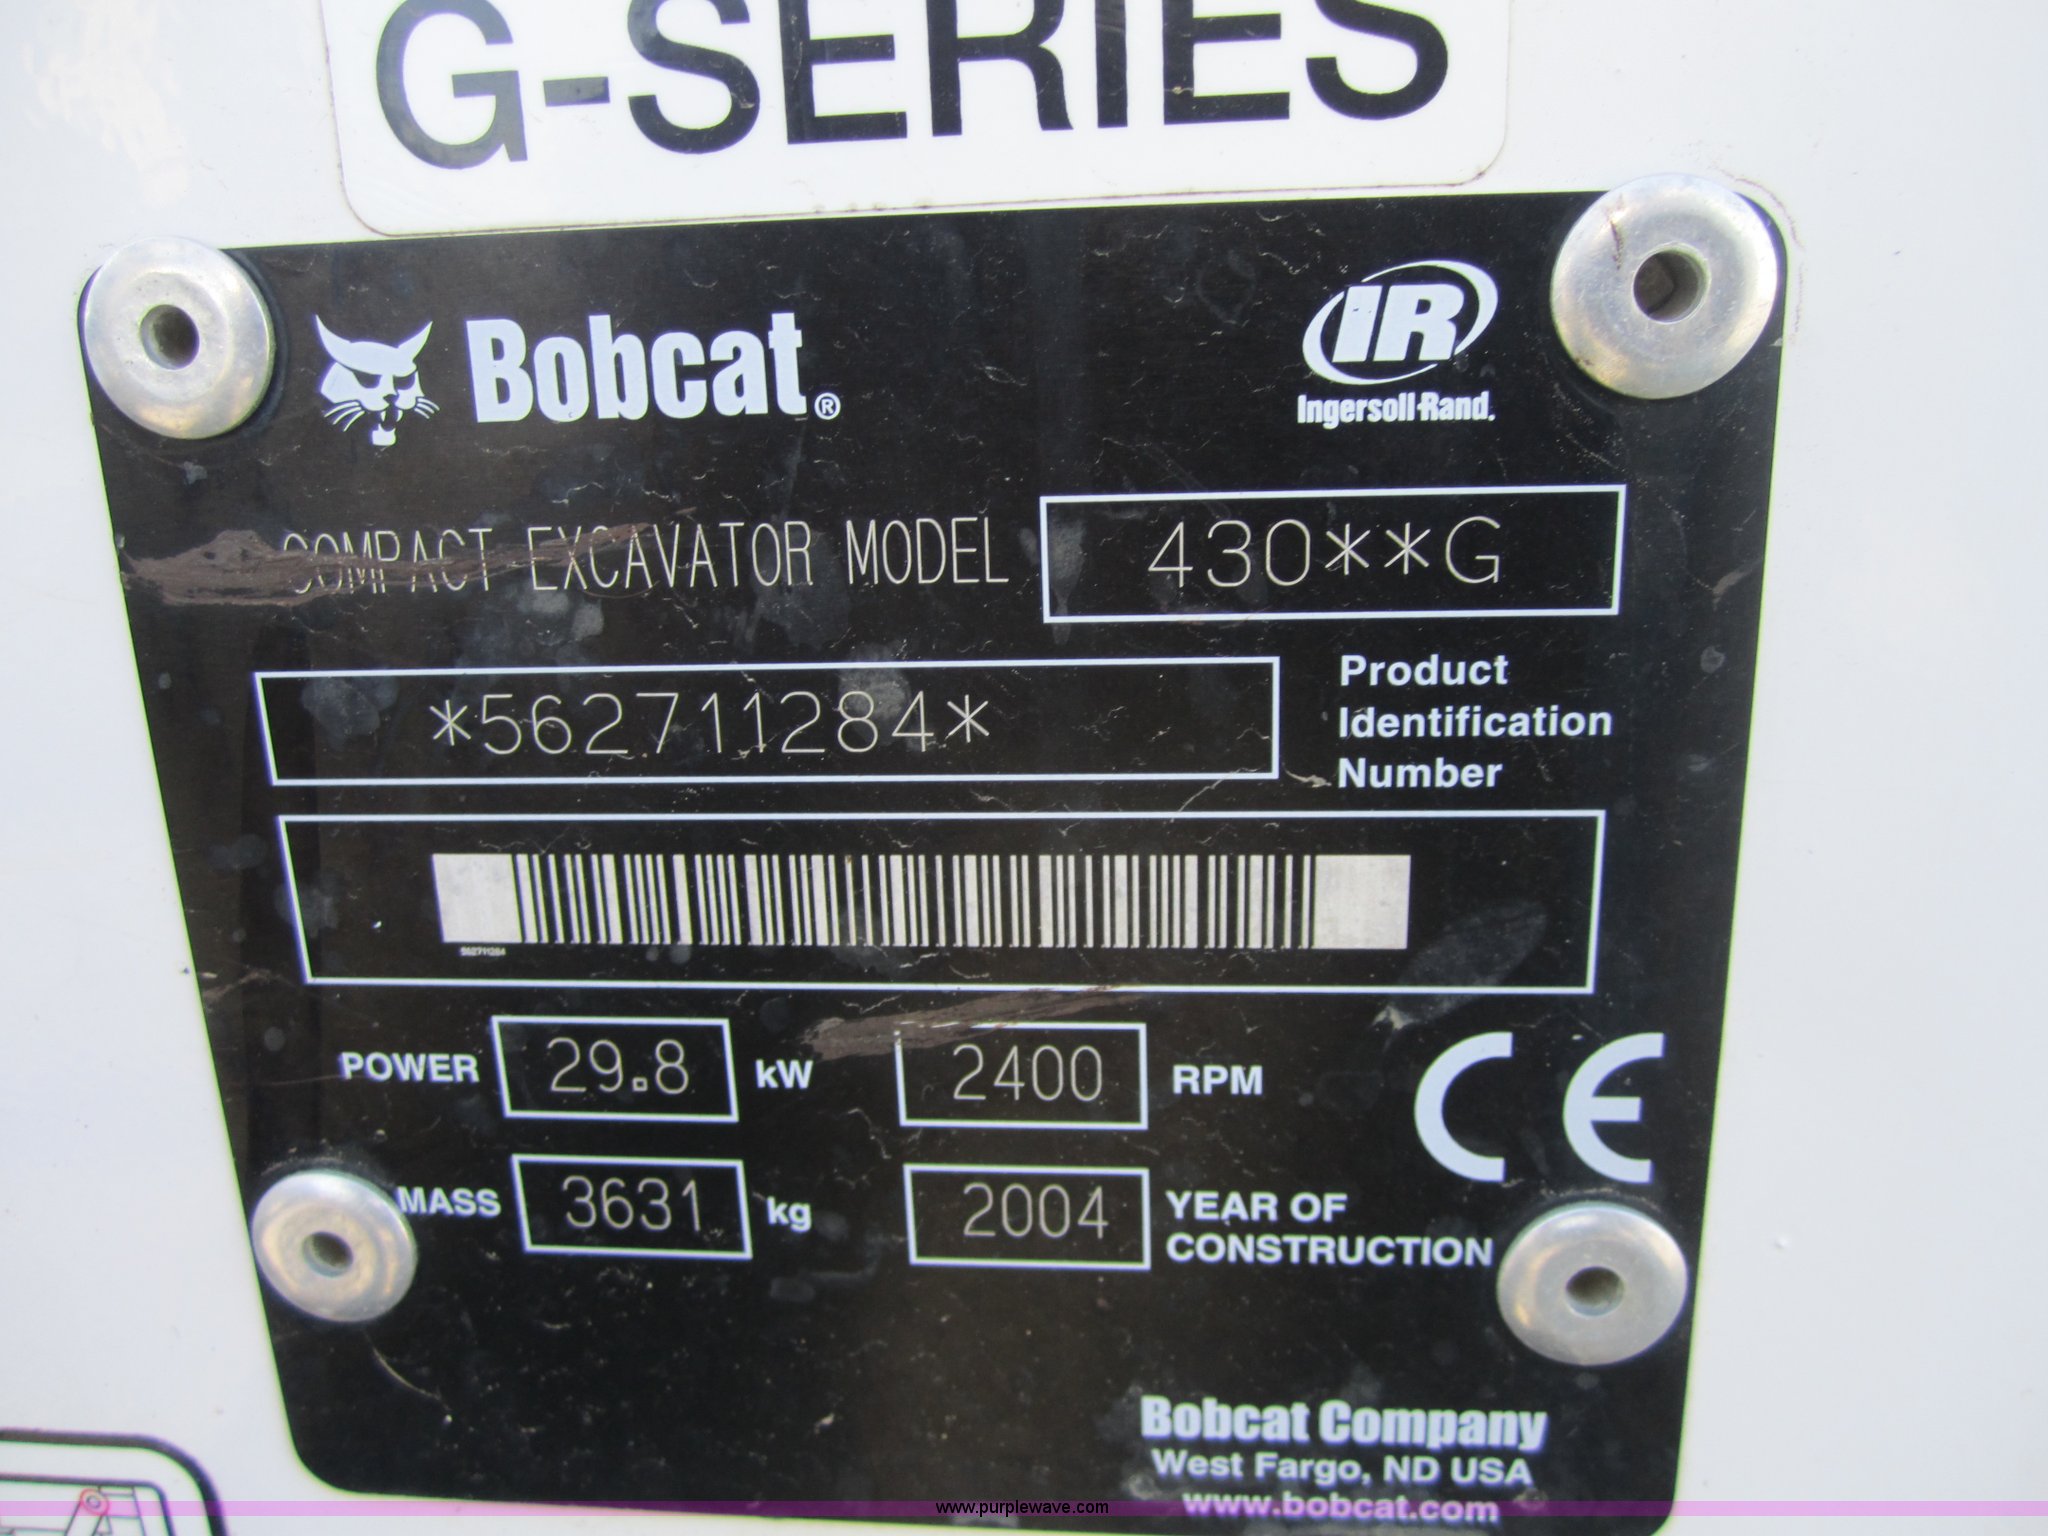 G-SERIES
Bobcat®
IR
Ingersoll-Rand.
COMPACT EXCAVATOR MODEL 430**G
*562711284*
Product
Identification
Number
562711284
POWER 29.8 kW 2400 RPM
MASS 3631 kg 2004 YEAR OF
CONSTRUCTION
CE
Bobcat Company
West Fargo, ND USA
www.bobcat.com
www.purplewave.com